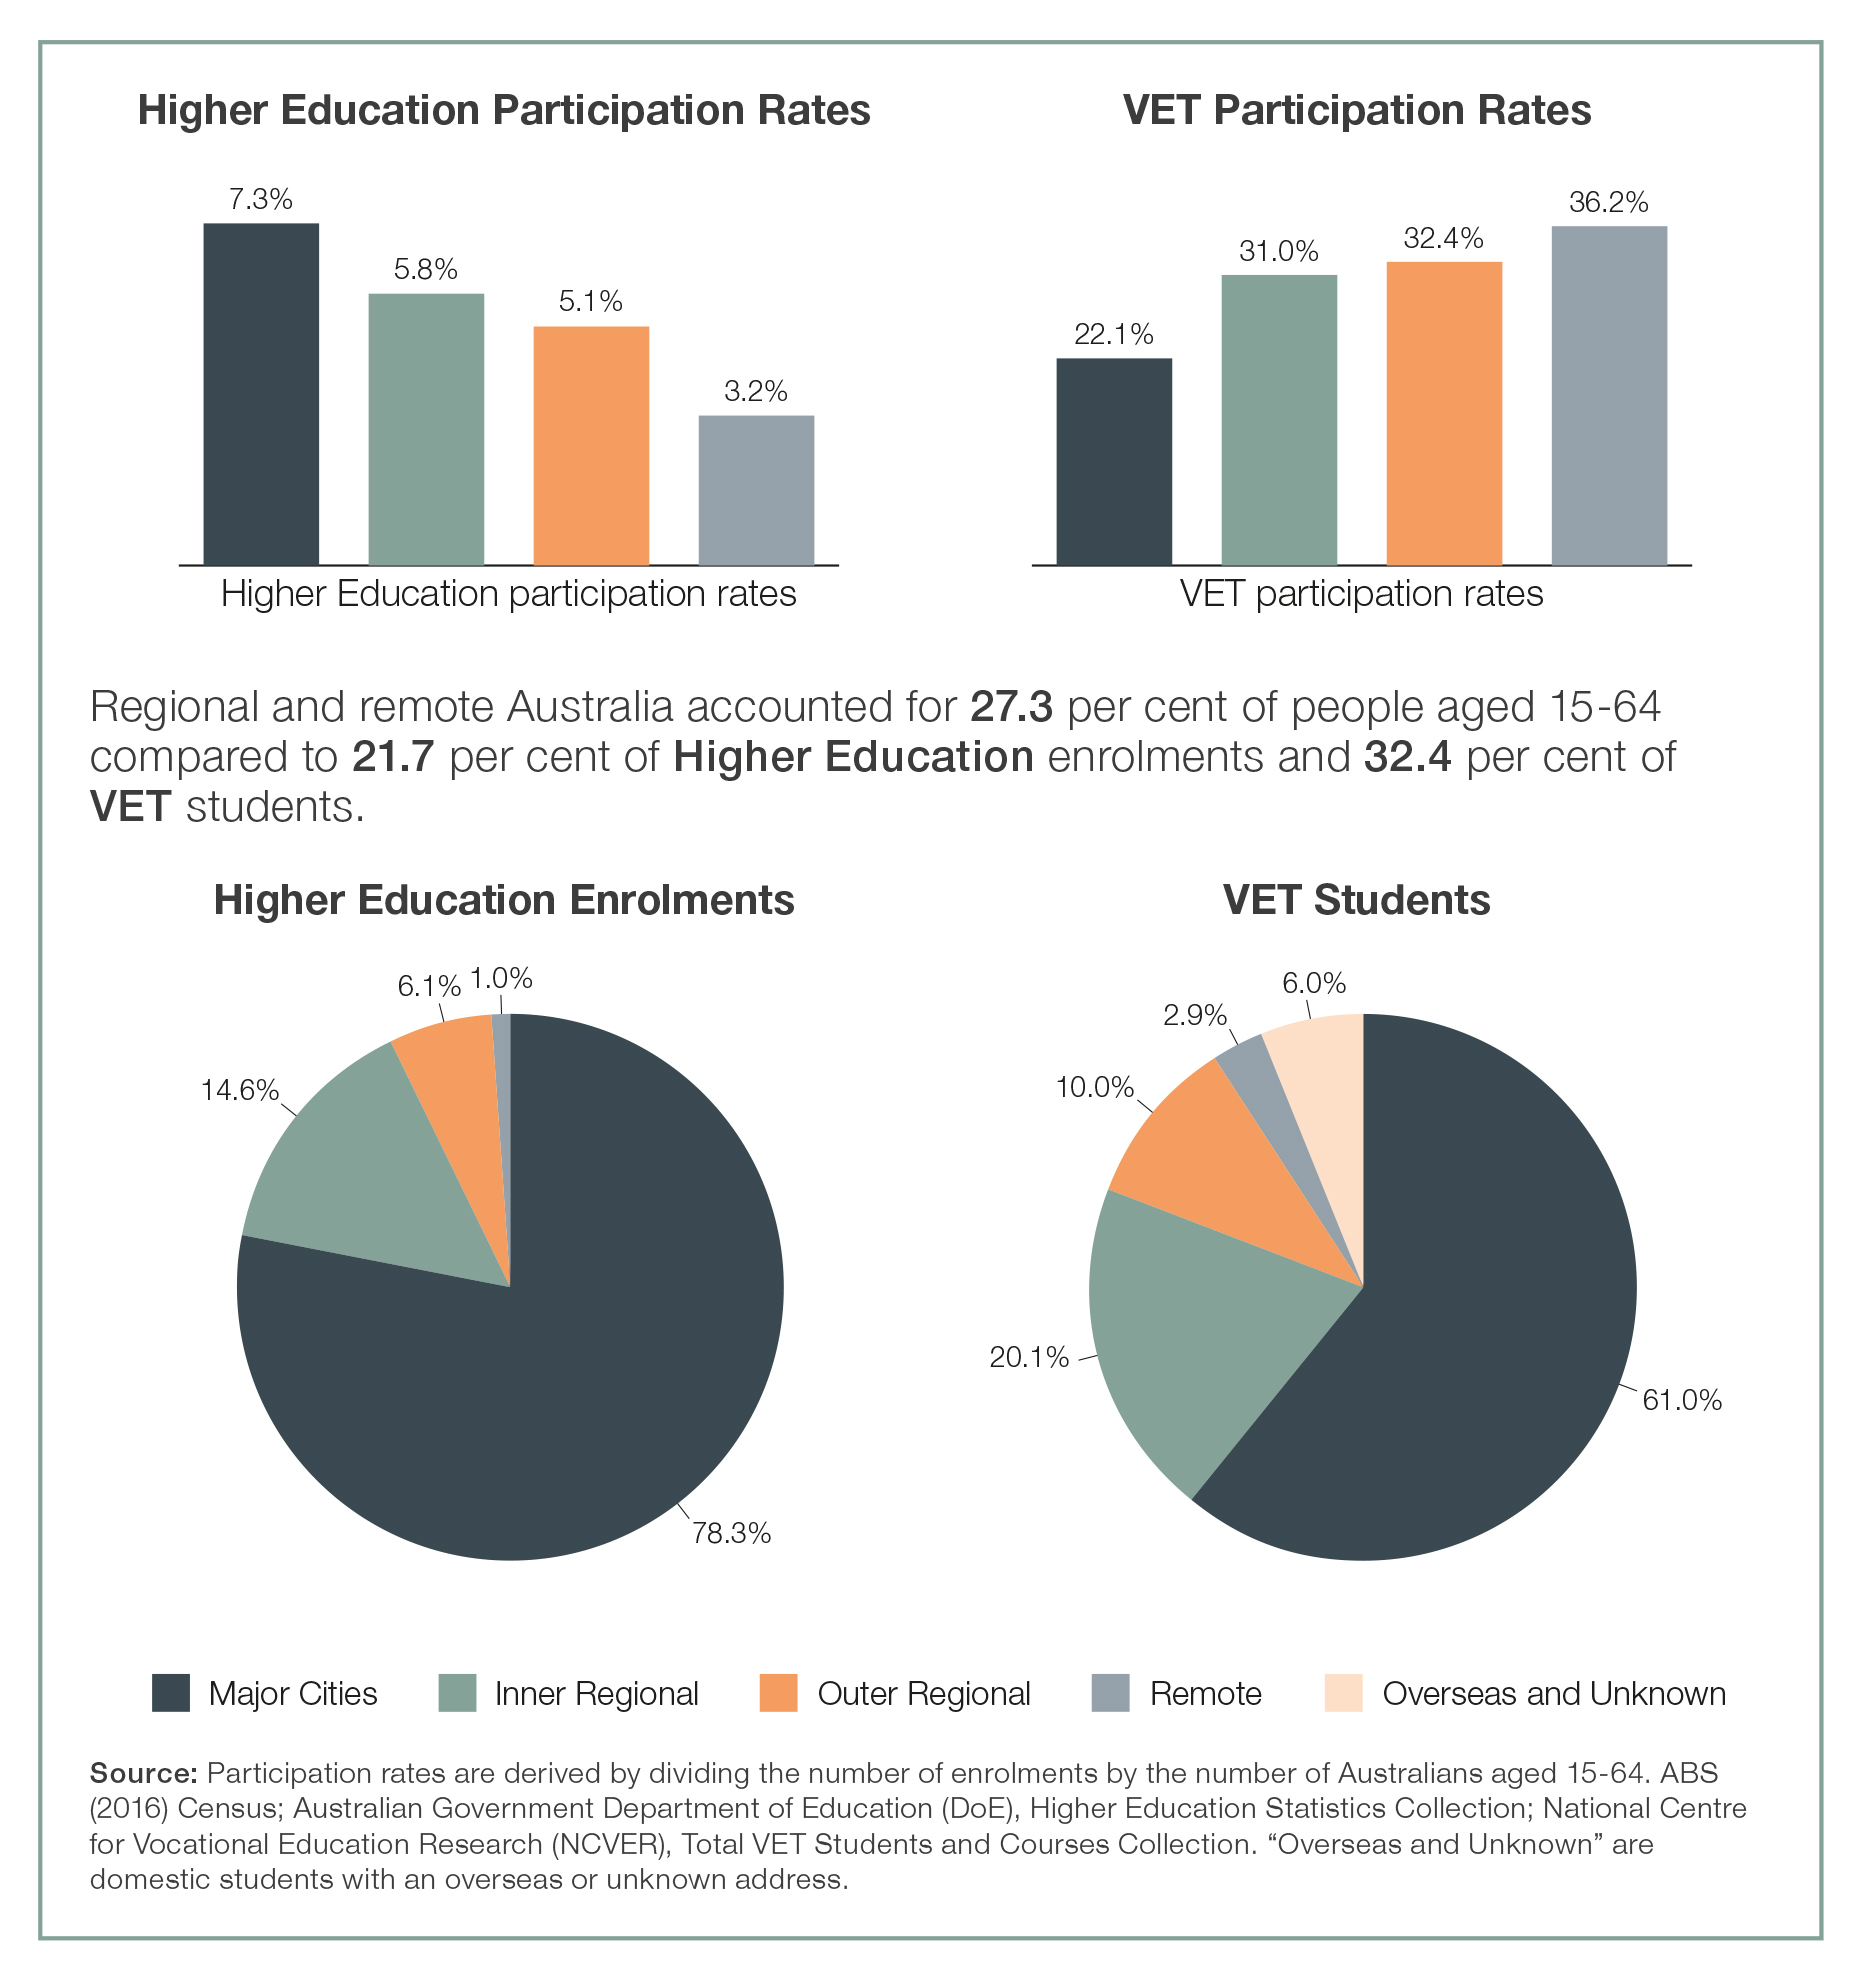 Higher Education Participation Rates
7.3%
5.8%
5.1%
3.2%
Higher Education participation rates
VET Participation Rates
22.1%
31.0%
32.4%
36.2%
VET participation rates
Regional and remote Australia accounted for 27.3 per cent of people aged 15-64
compared to 21.7 per cent of Higher Education enrolments and 32.4 per cent of
VET students.
Higher Education Enrolments
1.0%
6.1%
14.6%
78.3%
VET Students
6.0%
2.9%
10.0%
20.1%
61.0%
Major Cities
Inner Regional
Outer Regional
Remote
Overseas and Unknown
Source: Participation rates are derived by dividing the number of enrolments by the number of Australians aged 15-64. ABS
(2016) Census; Australian Government Department of Education (DoE), Higher Education Statistics Collection; National Centre
for Vocational Education Research (NCVER), Total VET Students and Courses Collection. “Overseas and Unknown” are
domestic students with an overseas or unknown address.